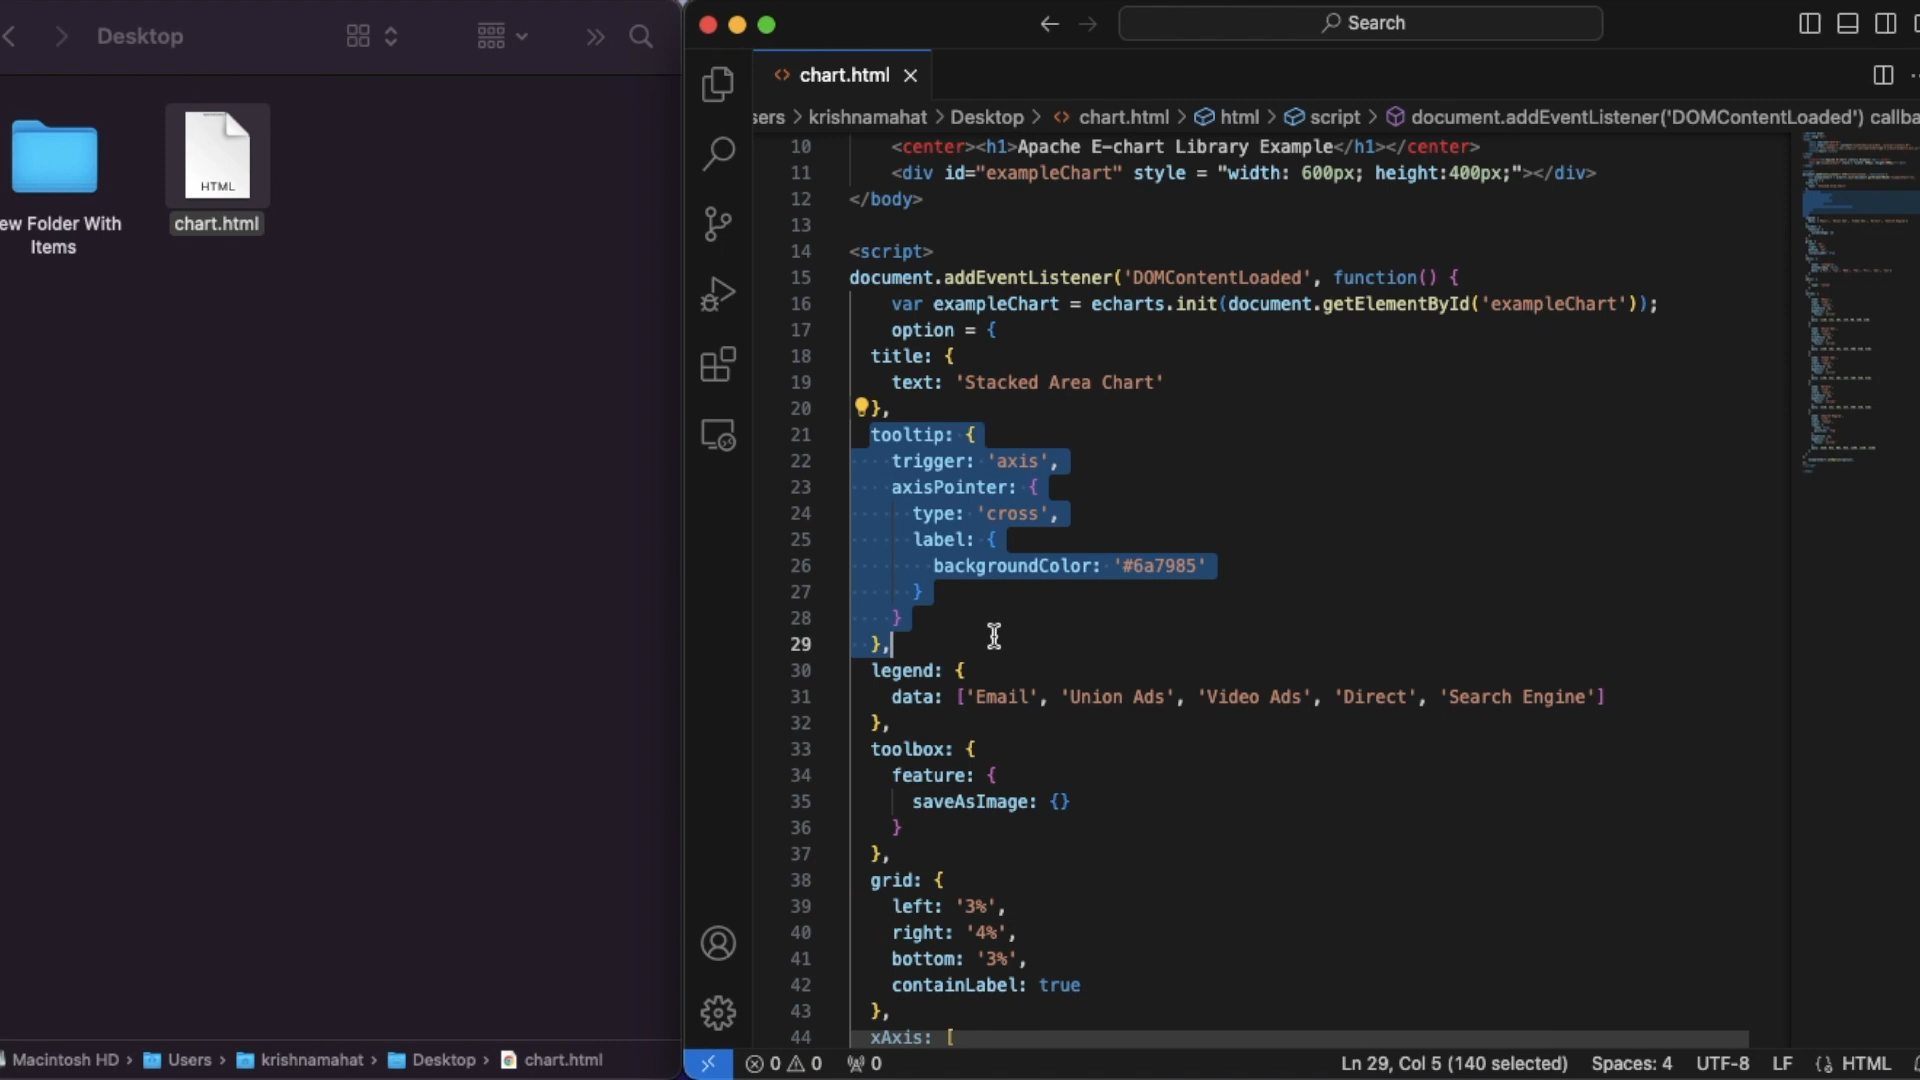 Desktop
HTML
chart.html
ew Folder With
Items
Macintosh HD › Users › krishnamahat › Desktop › chart.html
Search
<> chart.html ×
sers > krishnamahat > Desktop > <> chart.html > html > script > document.addEventListener('DOMContentLoaded') callba
10 <center><h1>Apache E-chart Library Example</h1></center>
11 <div id="exampleChart" style = "width: 600px; height:400px;"></div>
12 </body>
13
14 <script>
15 document.addEventListener('DOMContentLoaded', function() {
16 var exampleChart = echarts.init(document.getElementById('exampleChart'));
17 option = {
18 title: {
19 text: 'Stacked Area Chart'
20 },
21 tooltip: {
22 trigger: 'axis',
23 axisPointer: {
24 type: 'cross',
25 label: {
26 backgroundColor: '#6a7985'
27 }
28 }
29 },
30 legend: {
31 data: ['Email', 'Union Ads', 'Video Ads', 'Direct', 'Search Engine']
32 },
33 toolbox: {
34 feature: {
35 saveAsImage: {}
36 }
37 },
38 grid: {
39 left: '3%',
40 right: '4%',
41 bottom: '3%',
42 containLabel: true
43 },
44 xAxis: [
0 0 0 Ln 29, Col 5 (140 selected) Spaces: 4 UTF-8 LF {} HTML